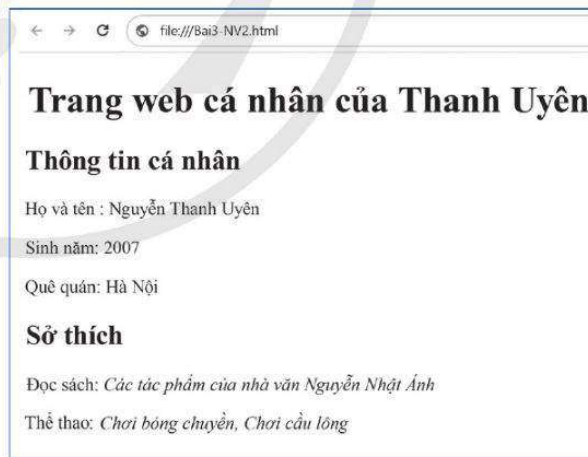 file:///Bai3-NV2.html
Trang web cá nhân của Thanh Uyên
Thông tin cá nhân
Họ và tên : Nguyễn Thanh Uyên
Sinh năm: 2007
Quê quán: Hà Nội
Sở thích
Đọc sách: Các tác phẩm của nhà văn Nguyễn Nhật Ánh
Thể thao: Chơi bóng chuyền, Chơi cầu lông